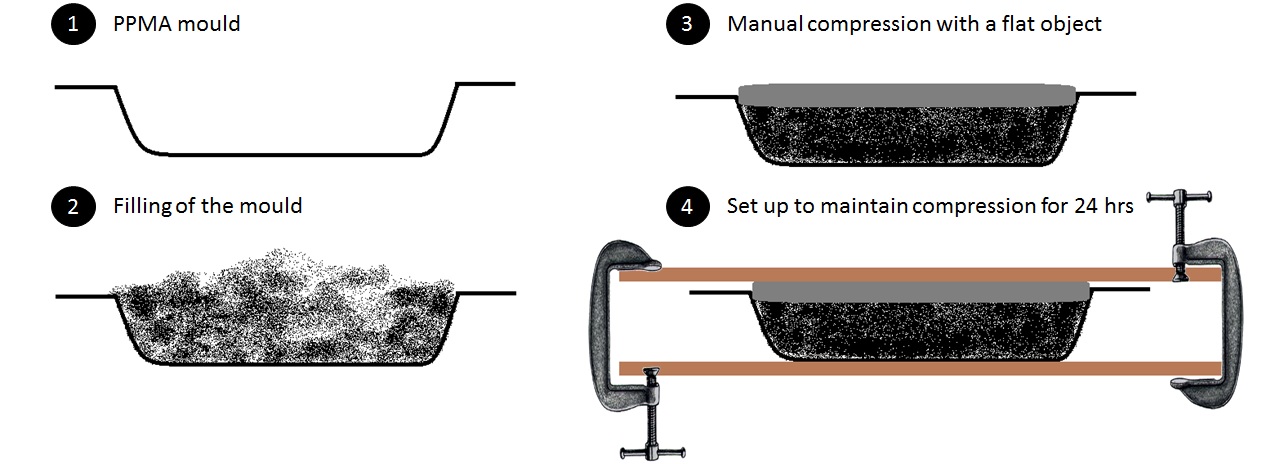 1 PPMA mould
2 Filling of the mould
3 Manual compression with a flat object
4 Set up to maintain compression for 24 hrs